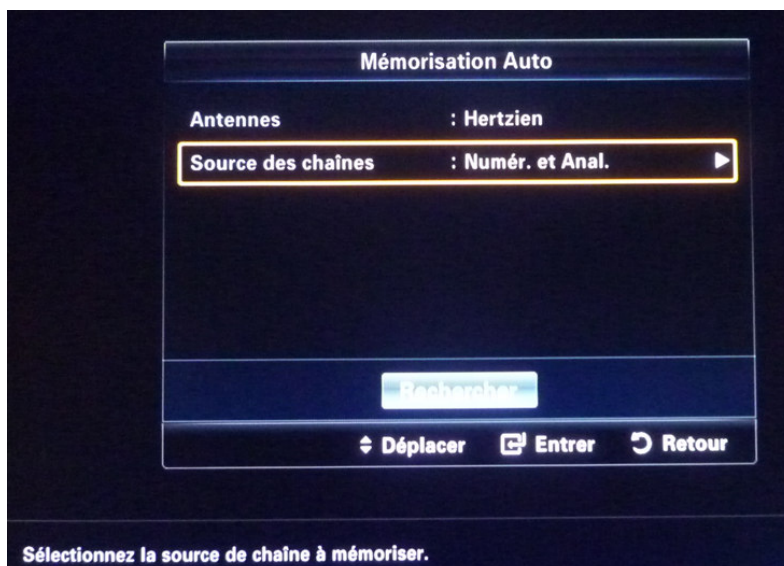 Mémorisation Auto
Antennes : Hertzien
Source des chaînes : Numér. et Anal.
Rechercher
Déplacer Entrer Retour
Sélectionnez la source de chaîne à mémoriser.